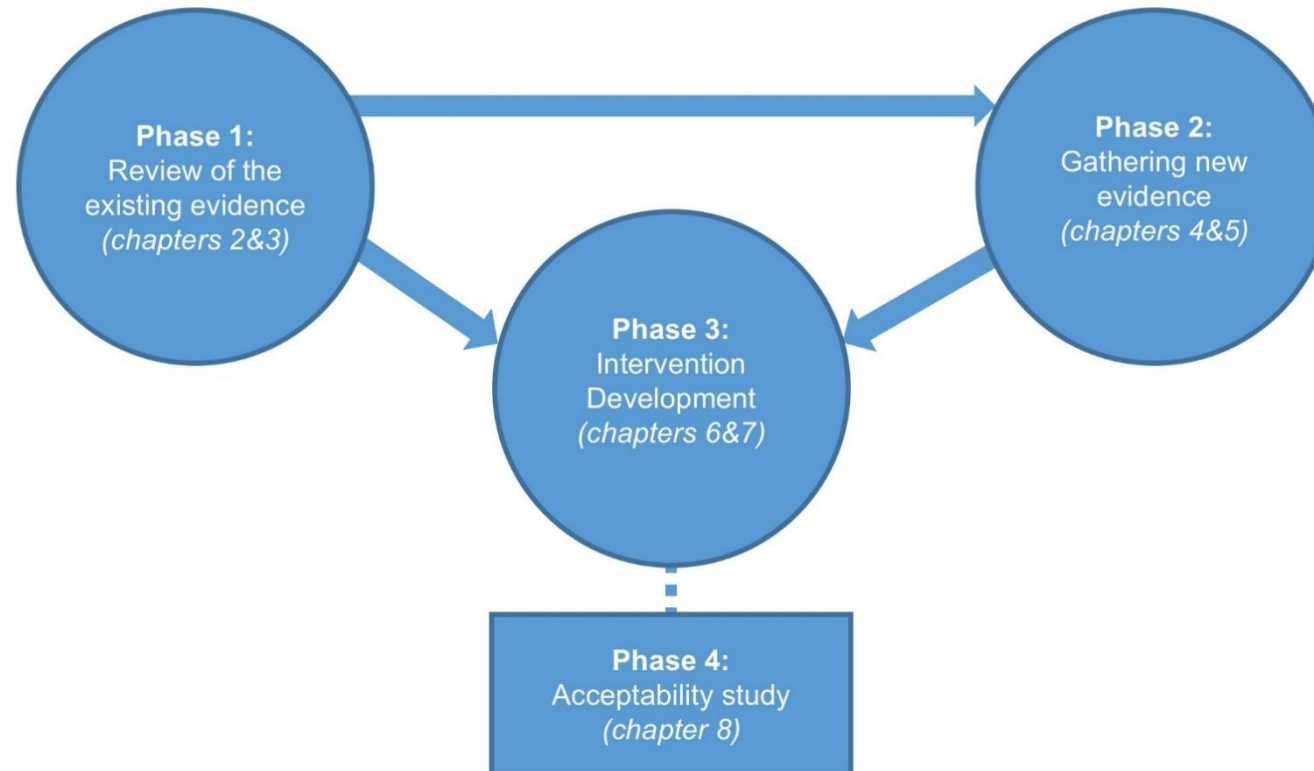 Phase 1:
Review of the
existing evidence
(chapters 2&3)
Phase 2:
Gathering new
evidence
(chapters 4&5)
Phase 3:
Intervention
Development
(chapters 6&7)
Phase 4:
Acceptability study
(chapter 8)